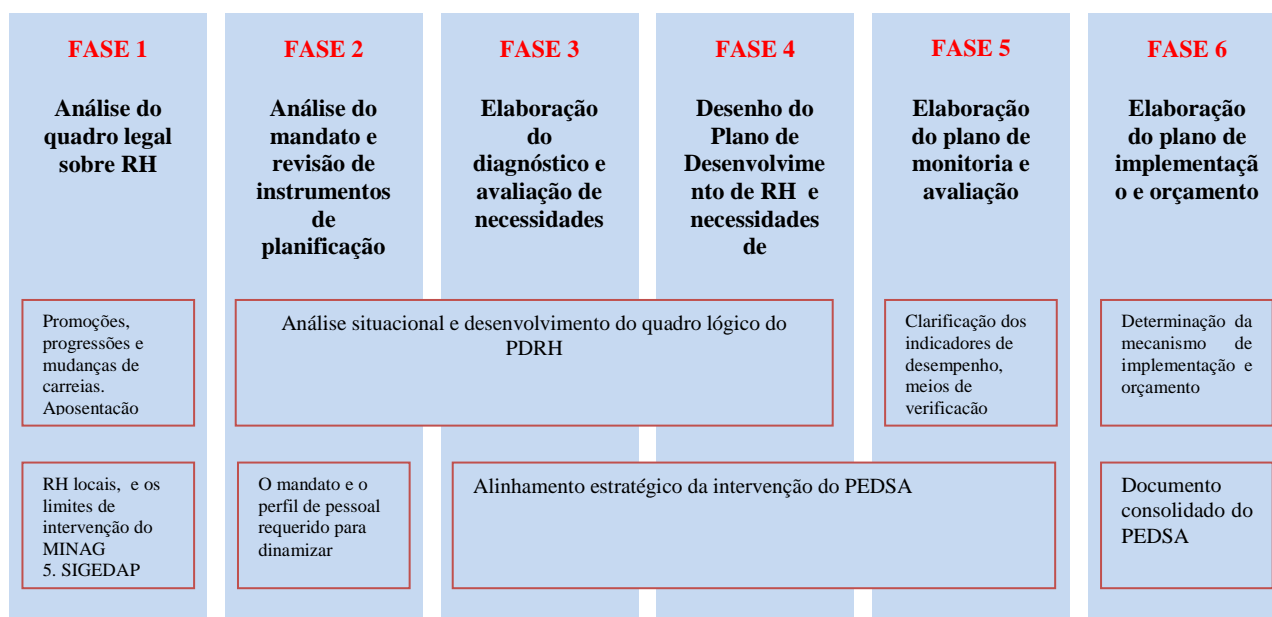 FASE 1
Análise do
quadro legal
sobre RH
FASE 2
Análise do
mandato e
revisão de
instrumentos
de
planificação
FASE 3
Elaboração
do
diagnóstico e
avaliação de
necessidades
FASE 4
Desenho do
Plano de
Desenvolvime
nto de RH e
necessidades
de
FASE 5
Elaboração
do plano de
monitoria e
avaliação
FASE 6
Elaboração
do plano de
implementaçã
o e orçamento
Promoções,
progressões e
mudanças de
carreias.
Aposentação
Análise situacional e desenvolvimento do quadro lógico do
PDRH
Clarificação dos
indicadores de
desempenho,
meios de
verificação
Determinação da
mecanismo de
implementação e
orçamento
RH locais, e os
limites de
intervenção do
MINAG
5. SIGEDAP
O mandato e o
perfil de pessoal
requerido para
dinamizar
Alinhamento estratégico da intervenção do PEDSA
Documento
consolidado do
PEDSA